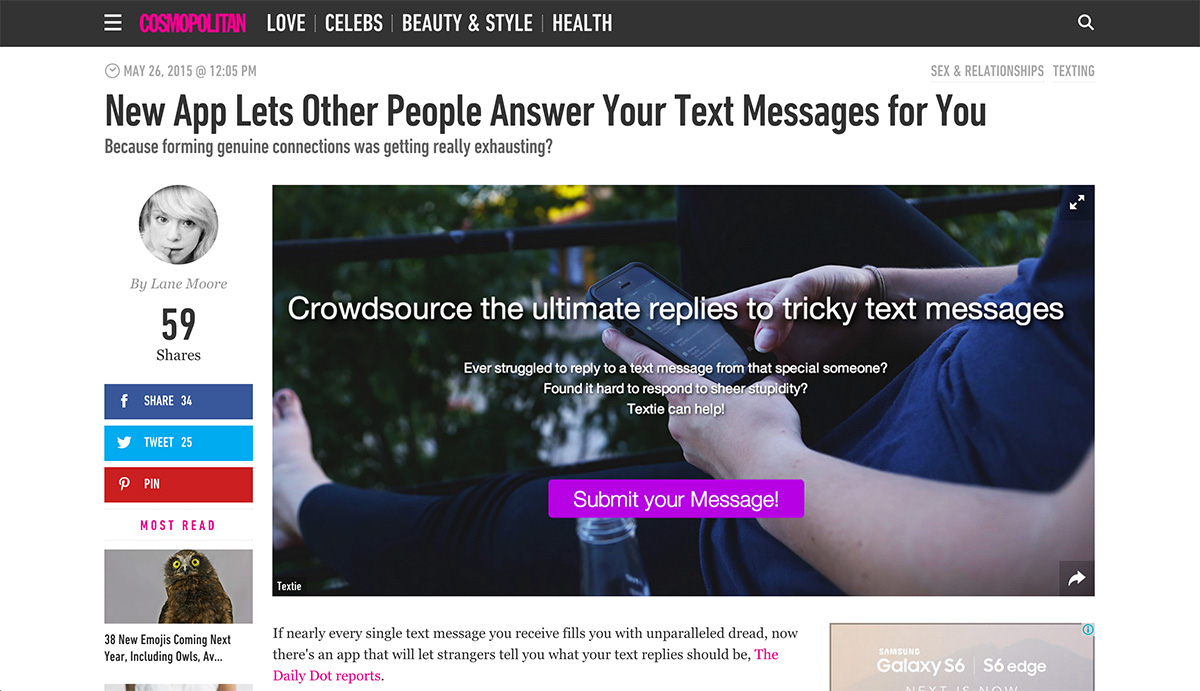 COSMOPOLITAN LOVE CELEBS BEAUTY & STYLE HEALTH
MAY 26, 2015 @ 12:05 PM
SEX & RELATIONSHIPS TEXTING
New App Lets Other People Answer Your Text Messages for You
Because forming genuine connections was getting really exhausting?
By Lane Moore
59
Shares
SHARE 34
TWEET 25
PIN
MOST READ
38 New Emojis Coming Next
Year, Including Owls, Av...
Crowdsource the ultimate replies to tricky text messages
Ever struggled to reply to a text message from that special someone?
Found it hard to respond to sheer stupidity?
Textie can help!
Submit your Message!
Textie
If nearly every single text message you receive fills you with unparalleled dread, now
there's an app that will let strangers tell you what your text replies should be, The
Daily Dot reports.
SAMSUNG
Galaxy S6 | S6 edge
NEXT IS NOW